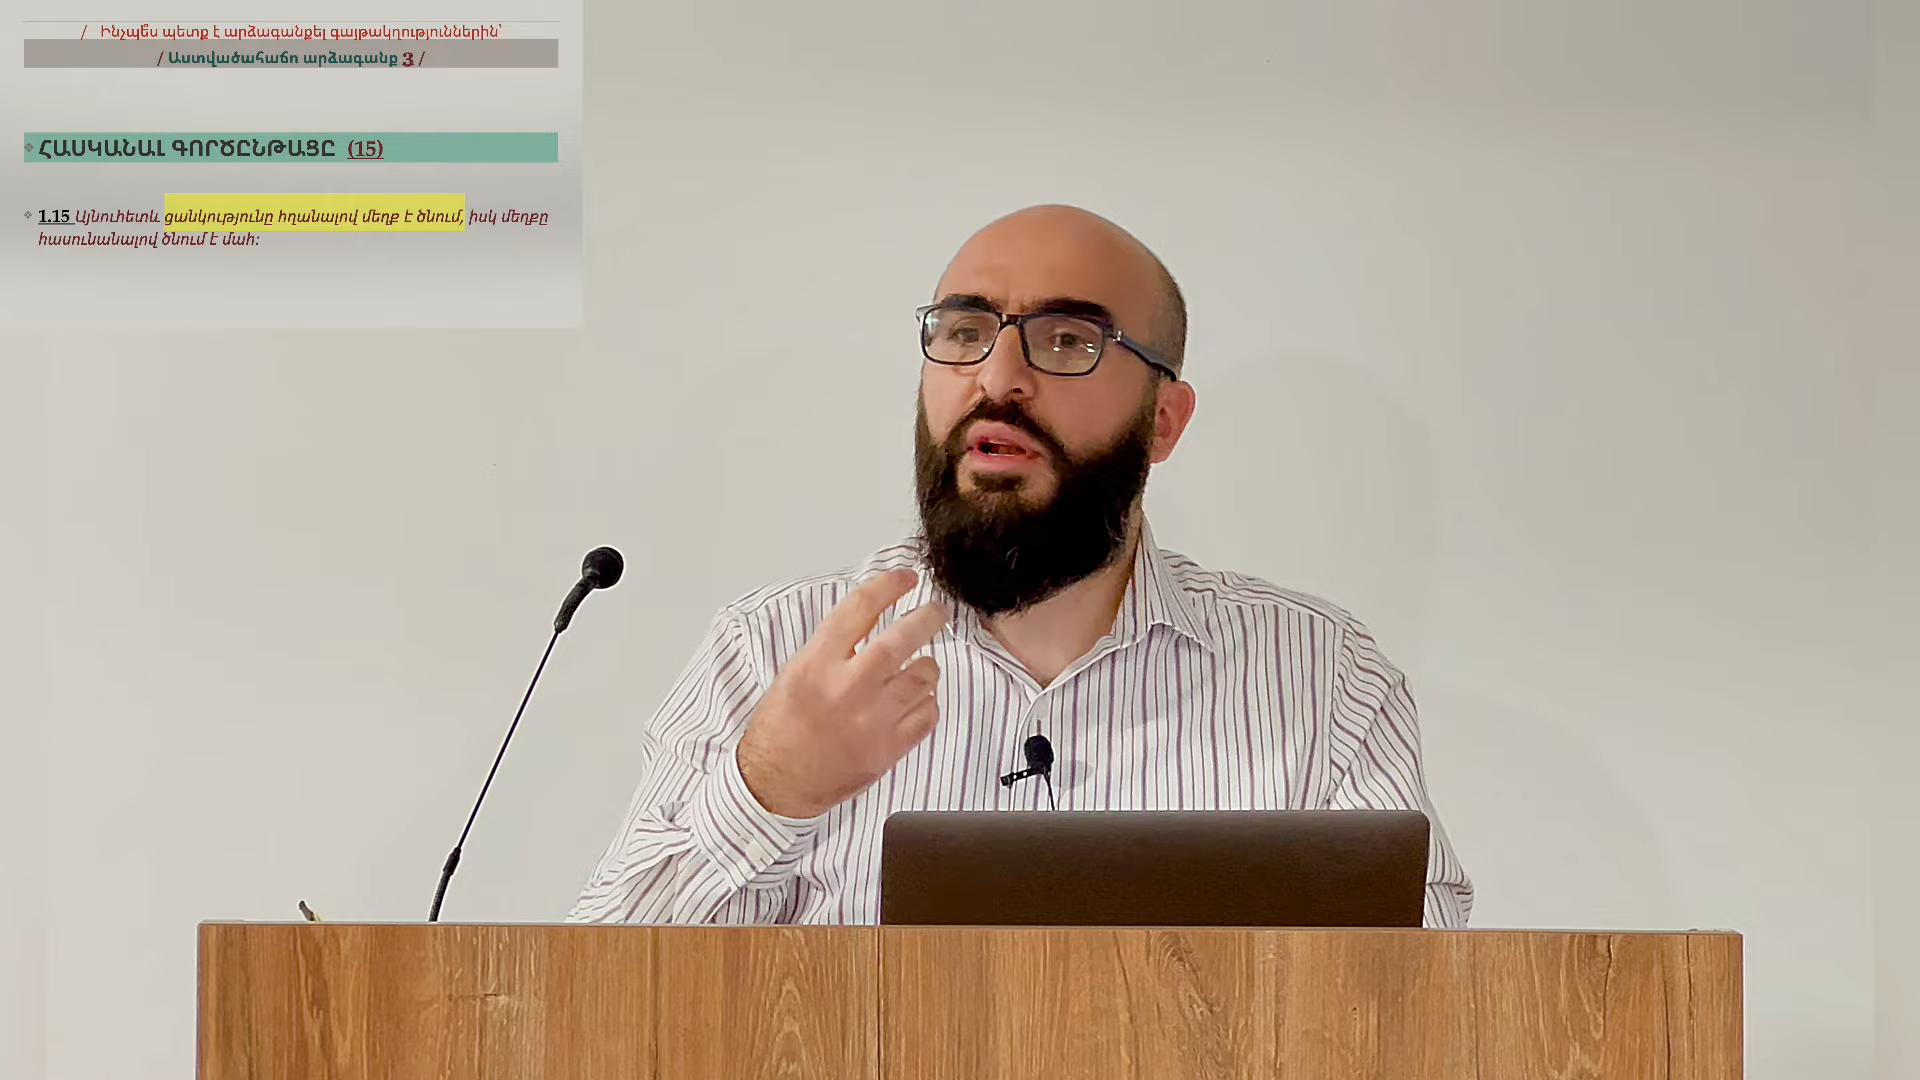 / Ինչպե՞ս պետք է արձագանքել գայթակղություններին՝
/ Աստվածահաճո արձագանք 3 /
ՀԱՍԿԱՆԱԼ ԳՈՐԾԸՆԹԱՑԸ (15)
1.15 Այնուհետև ցանկությունը հղանալով մեղք է ծնում, իսկ մեղքը
հասունանալով ծնում է մահ: